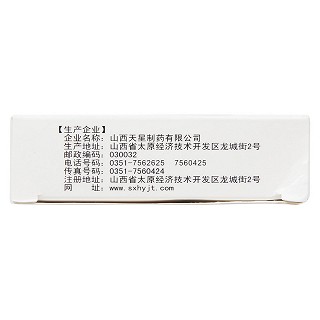 【生产企业】
企业名称：山西天星制药有限公司
生产地址：山西省太原经济技术开发区龙城街2号
邮政编码：030032
电话号码：0351-7562625 7560425
传真号码：0351-7560424
注册地址：山西省太原经济技术开发区龙城街2号
网 址：www.sxhyjt.com